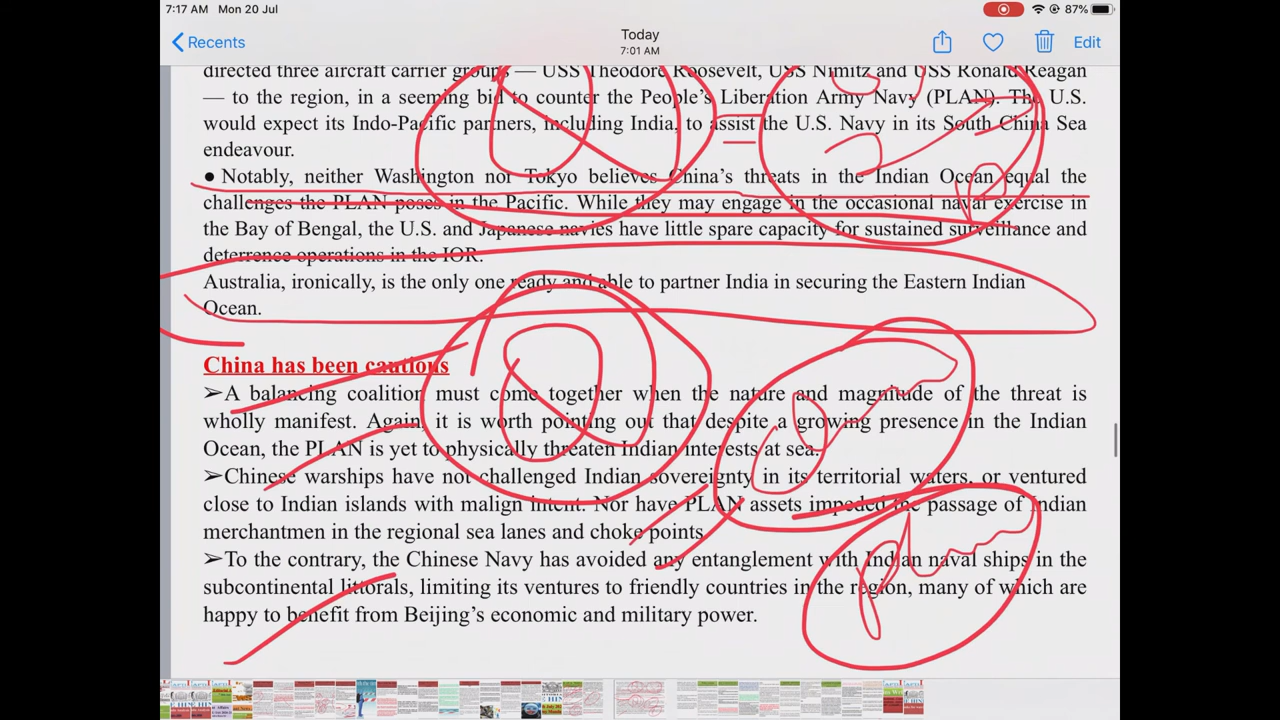 7:17 AM Mon 20 Jul
87%
Recents
Today
7:01 AM
Edit
directed three aircraft carrier groups — USS Theodore Roosevelt, USS Nimitz and USS Ronald Reagan
— to the region, in a seeming bid to counter the People's Liberation Army Navy (PLAN). The U.S.
would expect its Indo-Pacific partners, including India, to assist the U.S. Navy in its South China Sea
endeavour.
● Notably, neither Washington nor Tokyo believes China's threats in the Indian Ocean equal the
challenges the PLAN poses in the Pacific. While they may engage in the occasional naval exercise in
the Bay of Bengal, the U.S. and Japanese navies have little spare capacity for sustained surveillance and
deterrence operations in the IOR.
Australia, ironically, is the only one ready and able to partner India in securing the Eastern Indian
Ocean.
China has been cautious
➢A balancing coalition must come together when the nature and magnitude of the threat is
wholly manifest. Again, it is worth pointing out that despite a growing presence in the Indian
Ocean, the PLAN is yet to physically threaten Indian interests at sea.
➢Chinese warships have not challenged Indian sovereignty in its territorial waters, or ventured
close to Indian islands with malign intent. Nor have PLAN assets impeded the passage of Indian
merchantmen in the regional sea lanes and choke points.
➢To the contrary, the Chinese Navy has avoided any entanglement with Indian naval ships in the
subcontinental littorals, limiting its ventures to friendly countries in the region, many of which are
happy to benefit from Beijing's economic and military power.